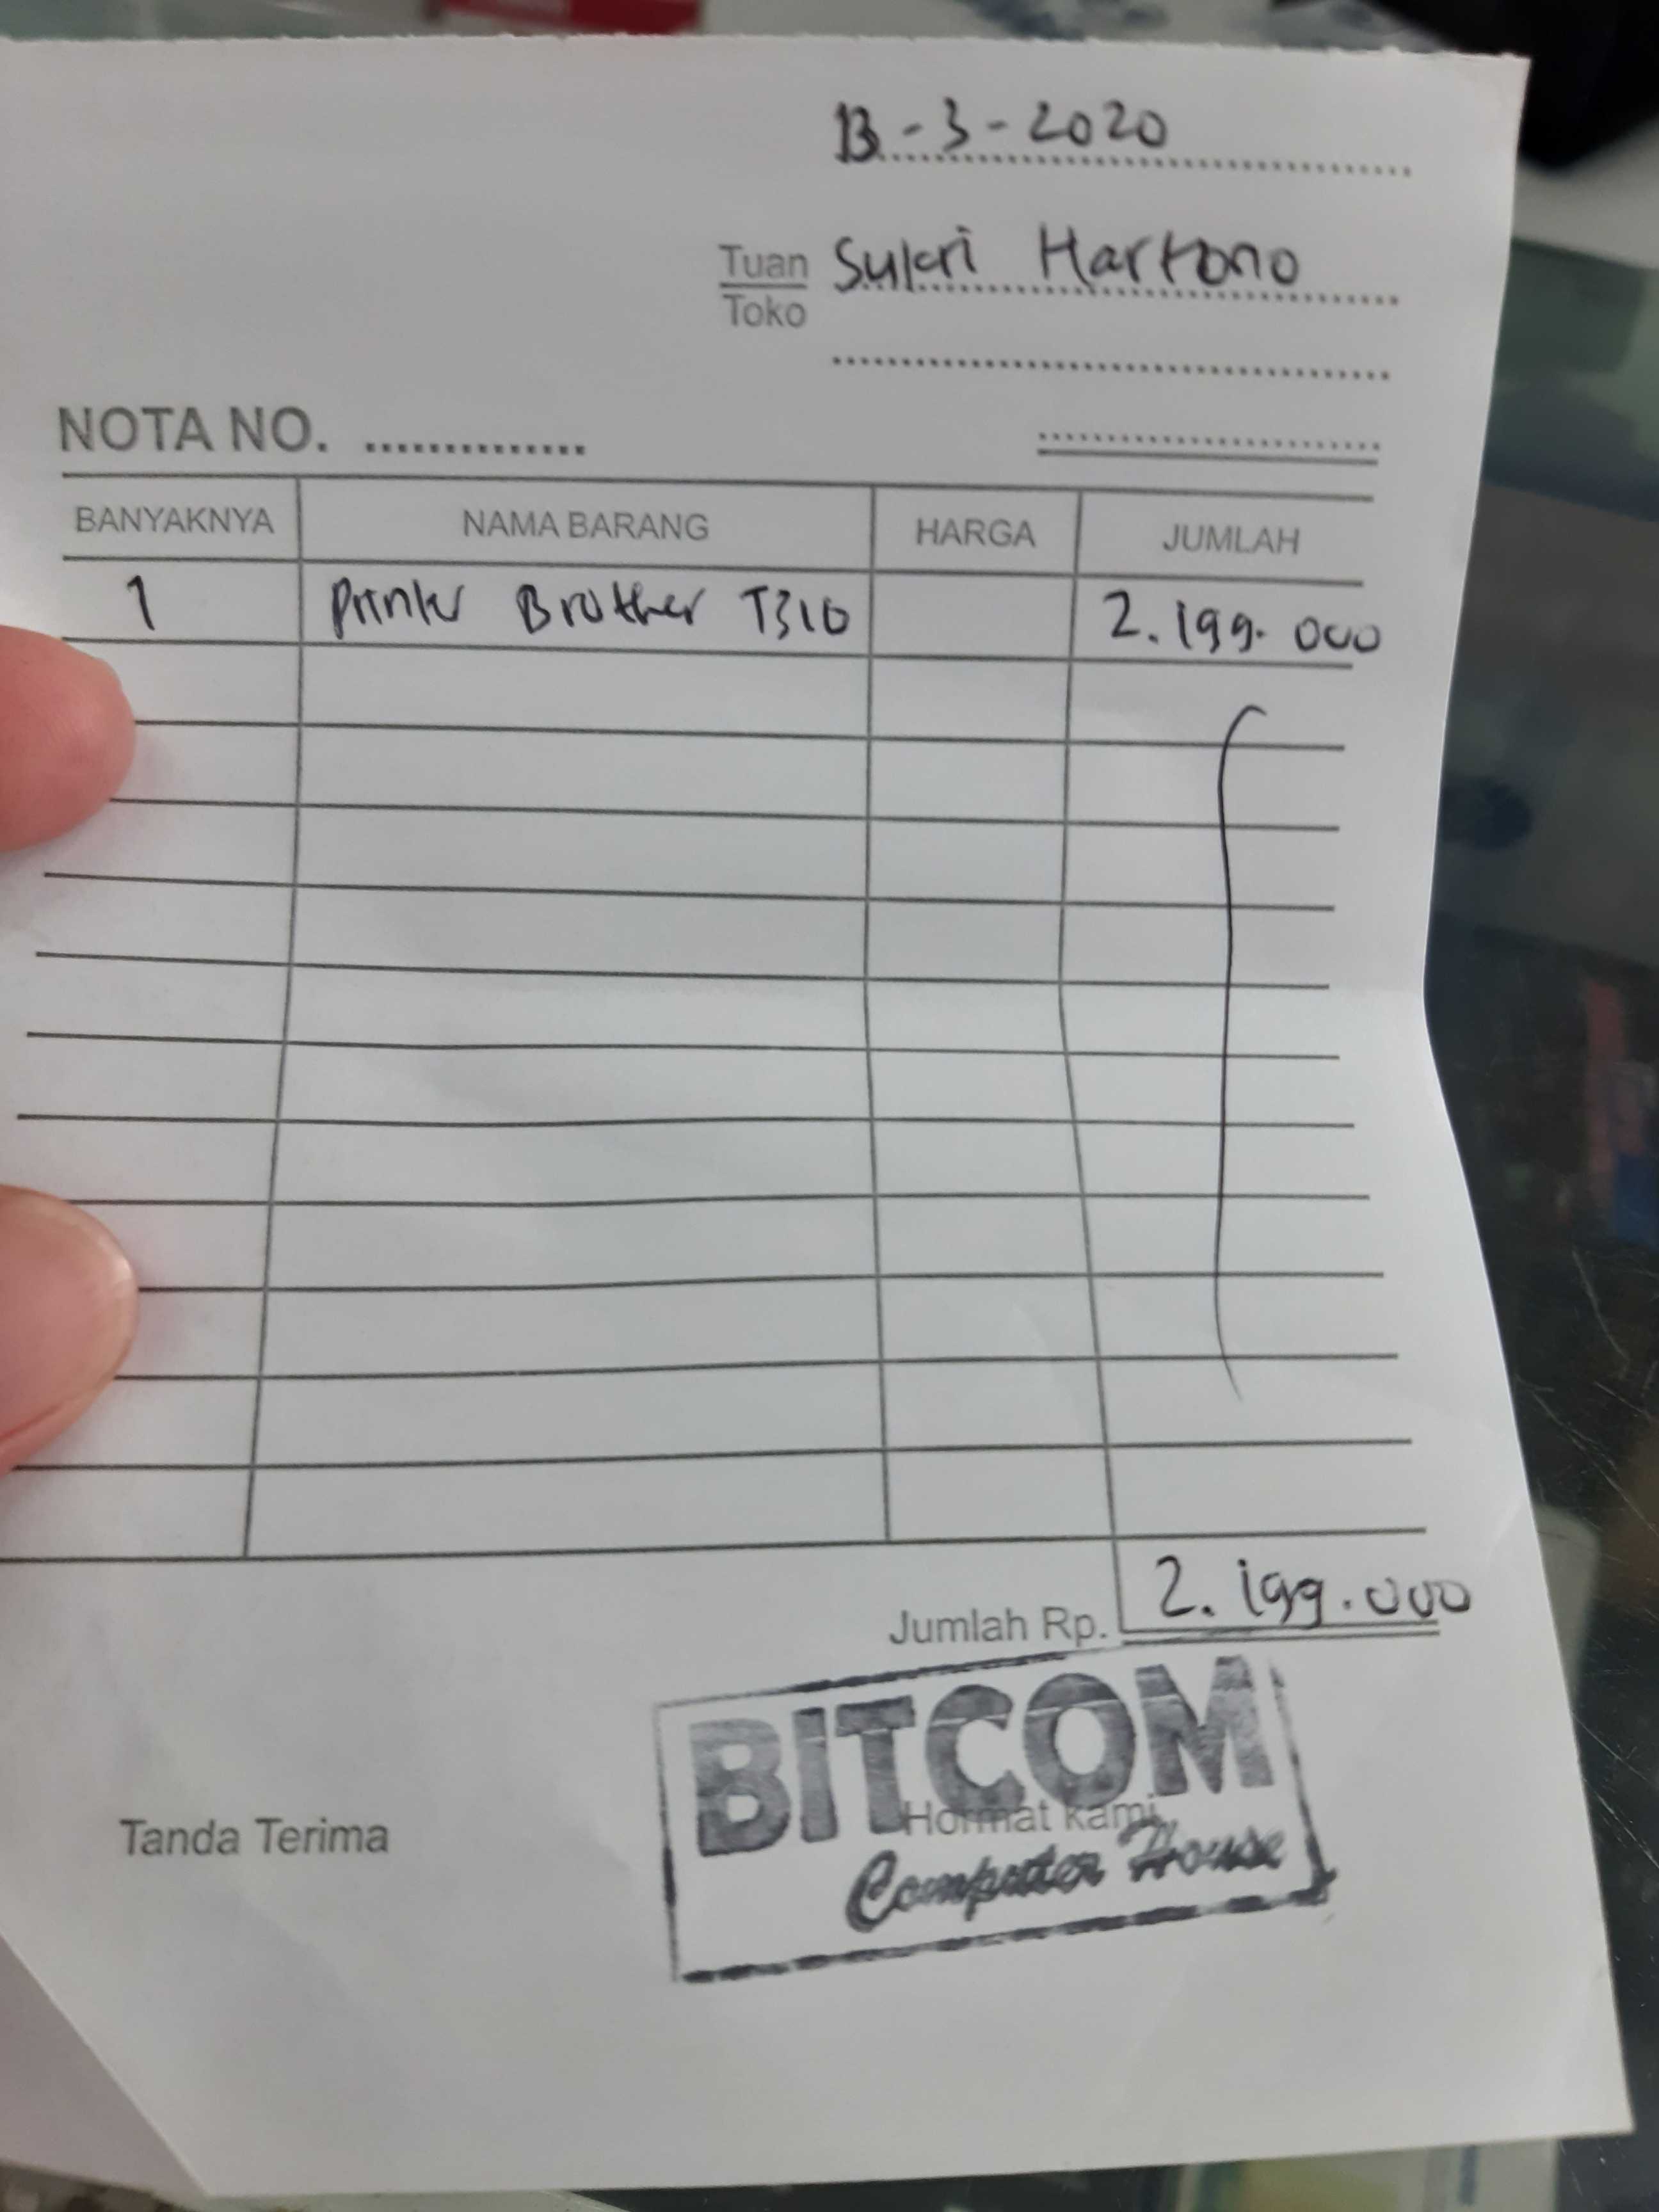 13-3-2020
Tuan Sukri Hartono
Toko
NOTA NO. ..............
BANYAKNYA NAMA BARANG HARGA JUMLAH
1 Printer Brother T310 2.199.000
Jumlah Rp. 2.199.000
BITCOM
Tanda Terima Hormat kami,
Computer House